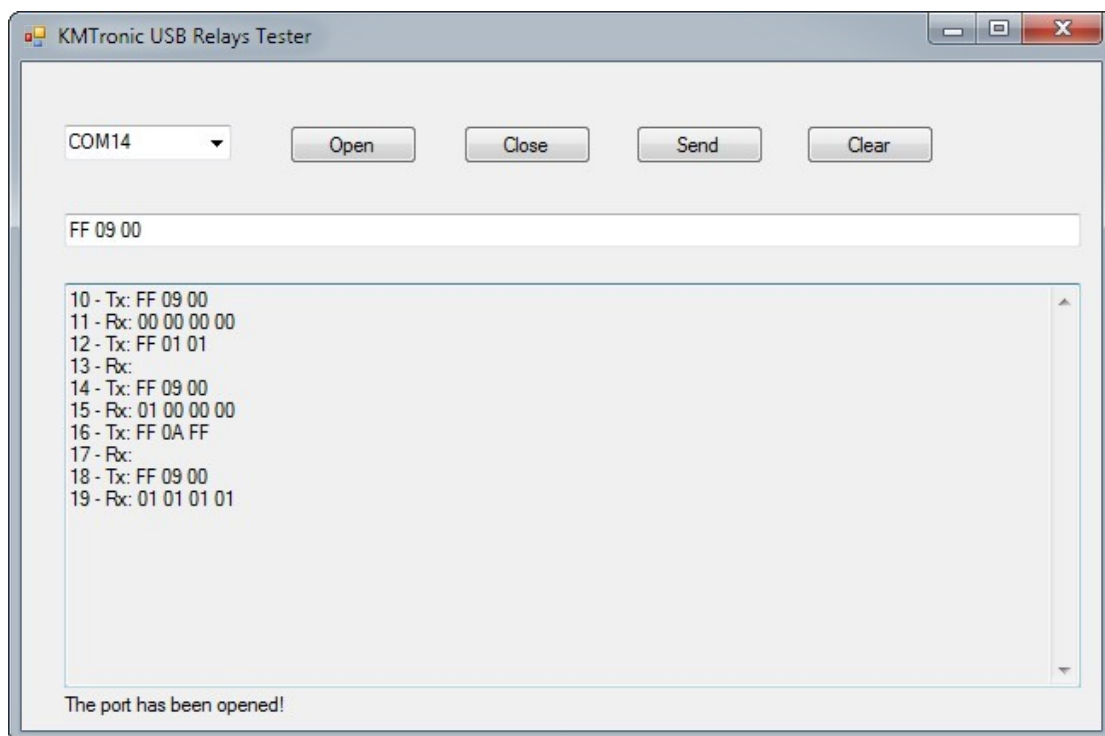 KMTronic USB Relays Tester
COM14 Open Close Send Clear
FF 09 00
10 - Tx: FF 09 00
11 - Rx: 00 00 00 00
12 - Tx: FF 01 01
13 - Rx:
14 - Tx: FF 09 00
15 - Rx: 01 00 00 00
16 - Tx: FF 0A FF
17 - Rx:
18 - Tx: FF 09 00
19 - Rx: 01 01 01 01
The port has been opened!